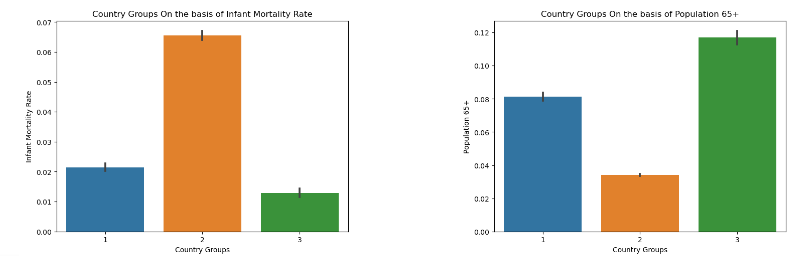 Country Groups On the basis of Infant Mortality Rate
0.07
0.06
0.05
0.04
0.03
0.02
0.01
0.00
Infant Mortality Rate
1 2 3
Country Groups
Country Groups On the basis of Population 65+
0.12
0.10
0.08
0.06
0.04
0.02
0.00
Population 65+
1 2 3
Country Groups